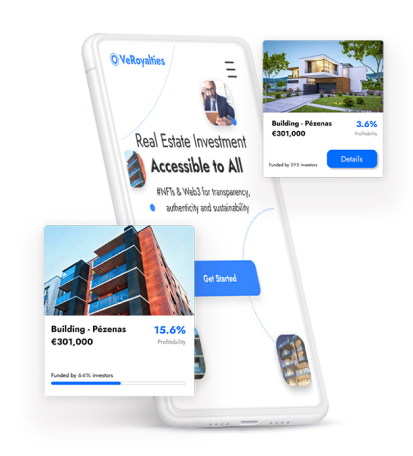 VeRoyalties
Real Estate Investment
Accessible to All
#NFTs & Web3 for transparency,
authenticity and sustainability
Get Started
Building - Pézenas
3.6%
€301,000
Profitability
Funded by 393 investors
Details
Building - Pézenas
15.6%
€301,000
Profitability
Funded by 64% investors